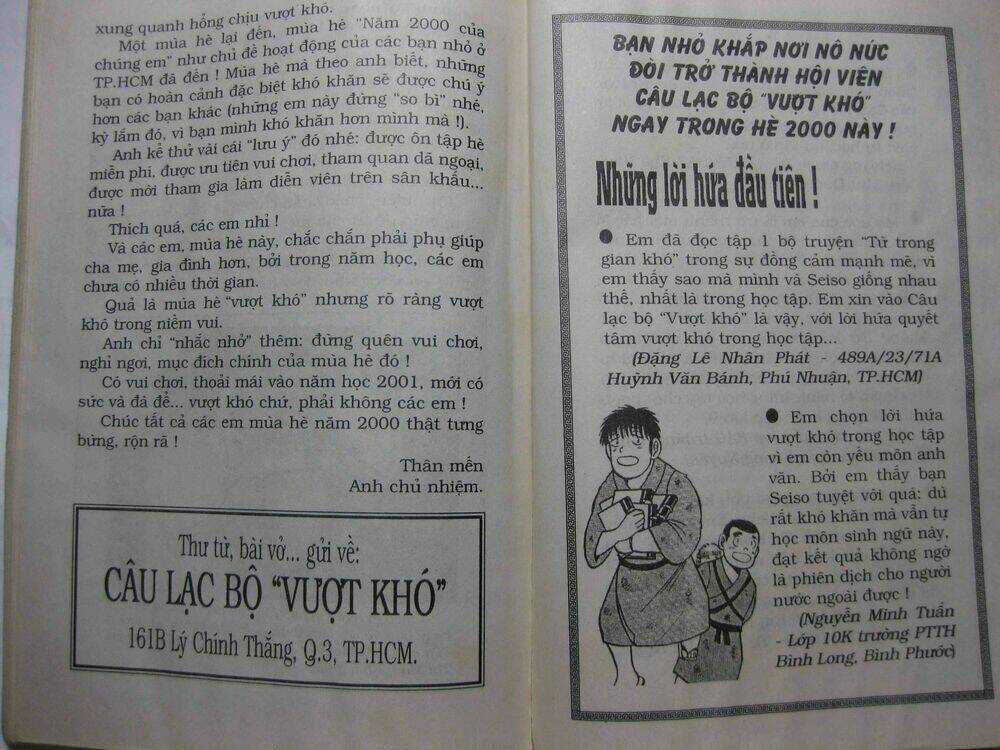 xung quanh hổng chịu vượt khó.
Một mùa hè lại đến, mùa hè "Năm 2000 của
chúng em" như chủ đề hoạt động của các bạn nhỏ ở
TP.HCM đã đến ! Mùa hè mà theo anh biết, những
bạn có hoàn cảnh đặc biệt khó khăn sẽ được chú ý
hơn các bạn khác (những em này đừng "so bì" nhé,
kỳ lắm đó, vì bạn mình khó khăn hơn mình mà !).
Anh kể thử vài cái "lưu ý" đó nhé: được ôn tập hè
miễn phí, được ưu tiên vui chơi, tham quan dã ngoại,
được mời tham gia làm diễn viên trên sân khấu...
nữa !
Thích quá, các em nhỉ !
Và các em, mùa hè này, chắc chắn phải phụ giúp
cha mẹ, gia đình hơn, bởi trong năm học, các em
chưa có nhiều thời gian.
Quả là mùa hè "vượt khó" nhưng rõ ràng vượt
khó trong niềm vui.
Anh chỉ "nhắc nhở" thêm: đừng quên vui chơi,
nghỉ ngơi, mục đích chính của mùa hè đó !
Có vui chơi, thoải mái vào năm học 2001, mới có
sức và đà để... vượt khó chứ, phải không các em !
Chúc tất cả các em mùa hè năm 2000 thật tưng
bừng, rộn rã !
Thân mến
Anh chủ nhiệm.
Thư từ, bài vở... gửi về:
CÂU LẠC BỘ "VƯỢT KHÓ"
161B Lý Chính Thắng, Q.3, TP.HCM.
BẠN NHỎ KHẮP NƠI NÔ NỨC
ĐÒI TRỞ THÀNH HỘI VIÊN
CÂU LẠC BỘ "VƯỢT KHÓ"
NGAY TRONG HÈ 2000 NÀY !
Những lời hứa đầu tiên !
● Em đã đọc tập 1 bộ truyện "Từ trong
gian khó" trong sự đồng cảm mạnh mẽ, vì
em thấy sao mà mình và Seiso giống nhau
thế, nhất là trong học tập. Em xin vào Câu
lạc bộ "Vượt khó" là vậy, với lời hứa quyết
tâm vượt khó trong học tập...
(Đặng Lê Nhân Phát - 489A/23/71A
Huỳnh Văn Bánh, Phú Nhuận, TP.HCM)
● Em chọn lời hứa
vượt khó trong học tập
vì em còn yếu môn anh
văn. Bởi em thấy bạn
Seiso tuyệt vời quá: dù
rất khó khăn mà vẫn tự
học môn sinh ngữ này,
đạt kết quả không ngờ
là phiên dịch cho người
nước ngoài được !
(Nguyễn Minh Tuấn
- Lớp 10K trường PTTH
Bình Long, Bình Phước)